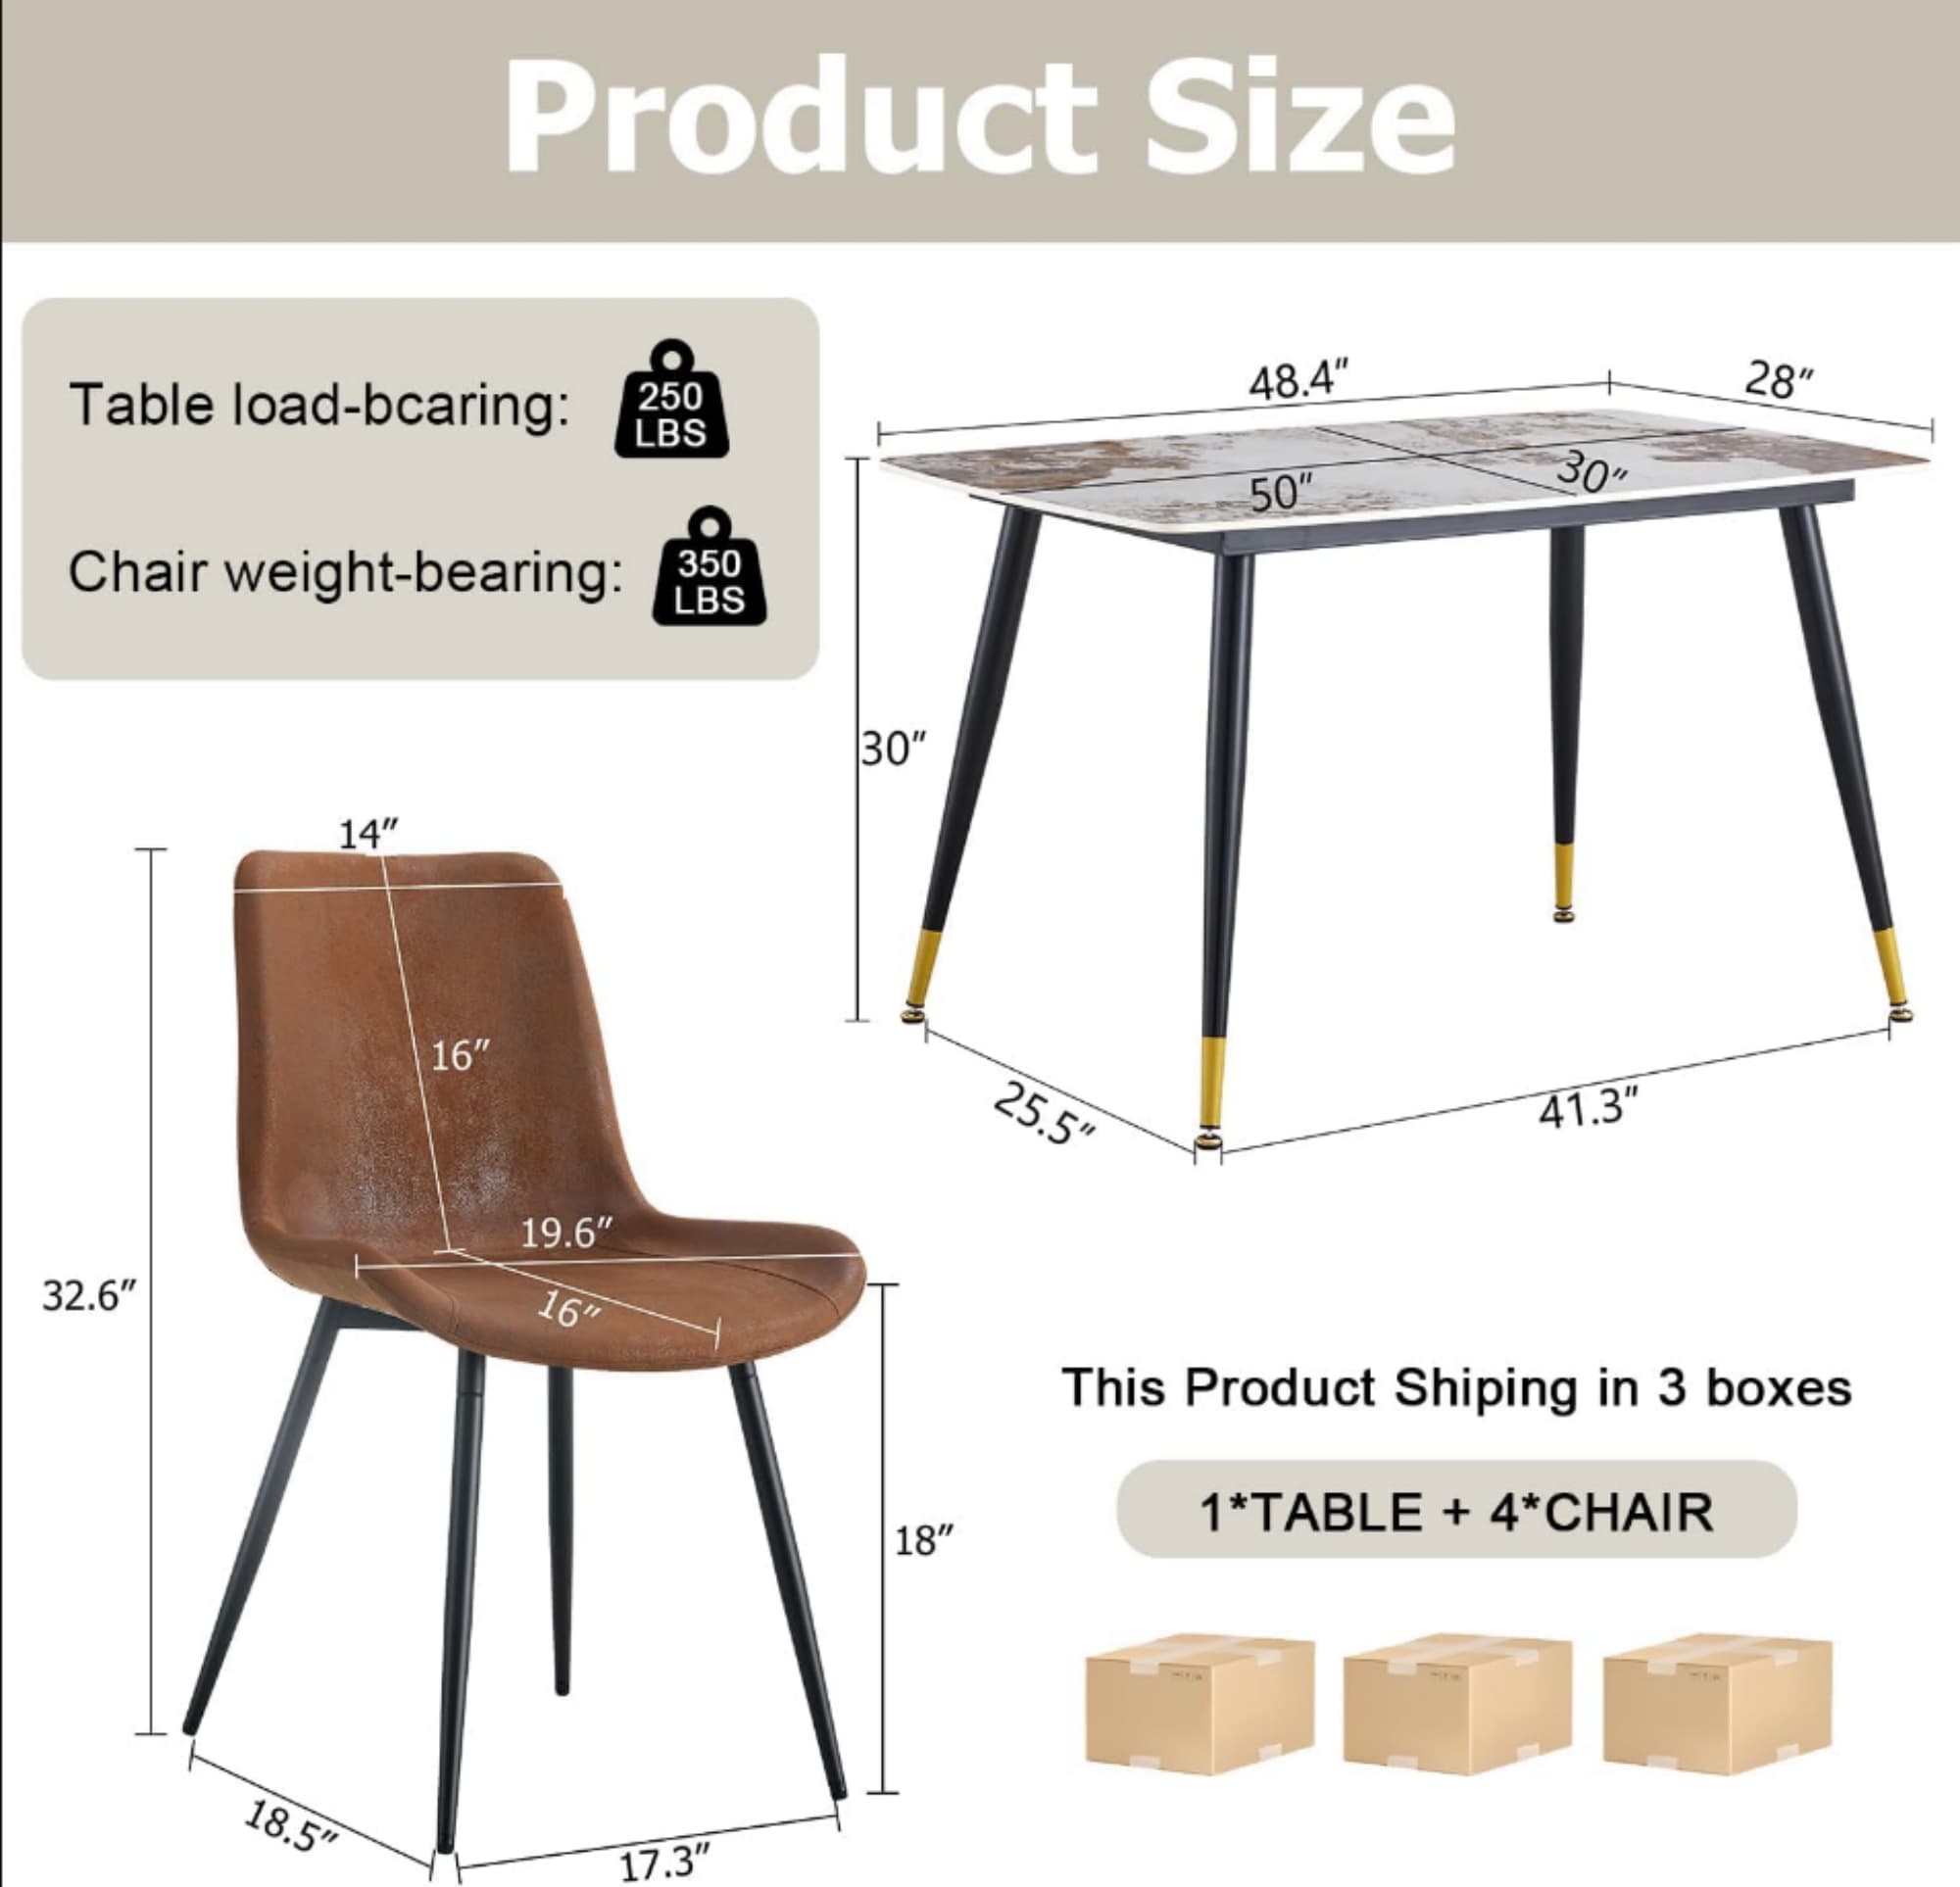 Product Size
Table load-bcaring:
250
LBS
Chair weight-bearing:
350
LBS
48.4″
28″
50″
30″
30″
25.5″
41.3″
14″
16″
19.6″
16″
32.6″
18″
18.5″
17.3″
This Product Shiping in 3 boxes
1*TABLE + 4*CHAIR